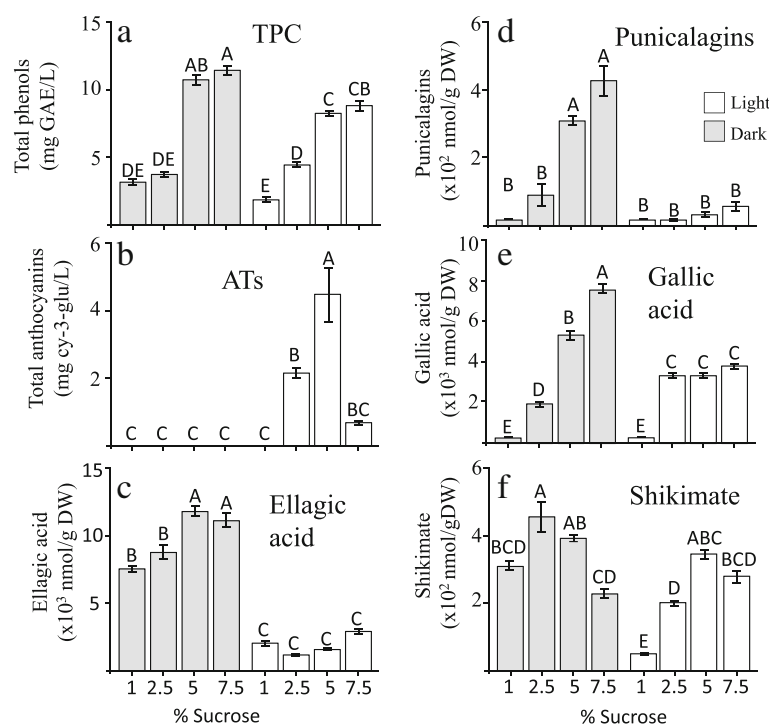 a
TPC
Total phenols
(mg GAE/L)
15
10
5
DE
DE
AB
A
E
D
C
CB
b
ATs
Total anthocyanins
(mg cy-3-glu/L)
6
4
2
C
C
C
C
C
B
A
BC
c
Ellagic
acid
Ellagic acid
(x10³ nmol/g DW)
15
10
5
B
B
A
A
C
C
C
C
1 2.5 5 7.5 1 2.5 5 7.5
% Sucrose
d
Punicalagins
Light
Dark
Punicalagins
(x10² nmol/g DW)
6
4
2
B
B
A
A
B
B
B
B
e
Gallic
acid
Gallic acid
(x10³ nmol/g DW)
10
8
6
4
2
E
D
B
A
E
C
C
C
f
Shikimate
Shikimate
(x10² nmol/gDW)
6
4
2
BCD
A
AB
CD
E
D
ABC
BCD
1 2.5 5 7.5 1 2.5 5 7.5
% Sucrose